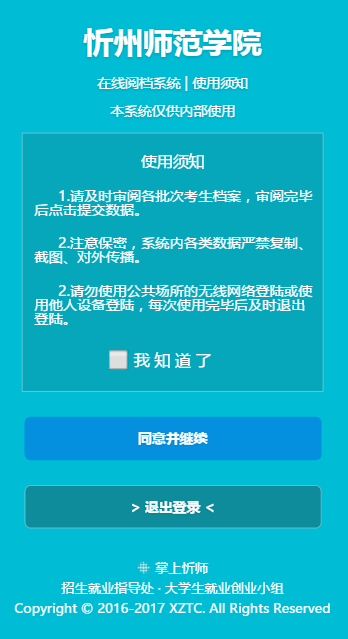 忻州师范学院
在线阅档系统 | 使用须知
本系统仅供内部使用
使用须知
1.请及时审阅各批次考生档案，审阅完毕
后点击提交数据。
2.注意保密，系统内各类数据严禁复制、
截图、对外传播。
2.请勿使用公共场所的无线网络登陆或使
用他人设备登陆，每次使用完毕后及时退出
登陆。
我知道了
同意并继续
> 退出登录 <
掌上忻师
招生就业指导处 · 大学生就业创业小组
Copyright © 2016-2017 XZTC. All Rights Reserved